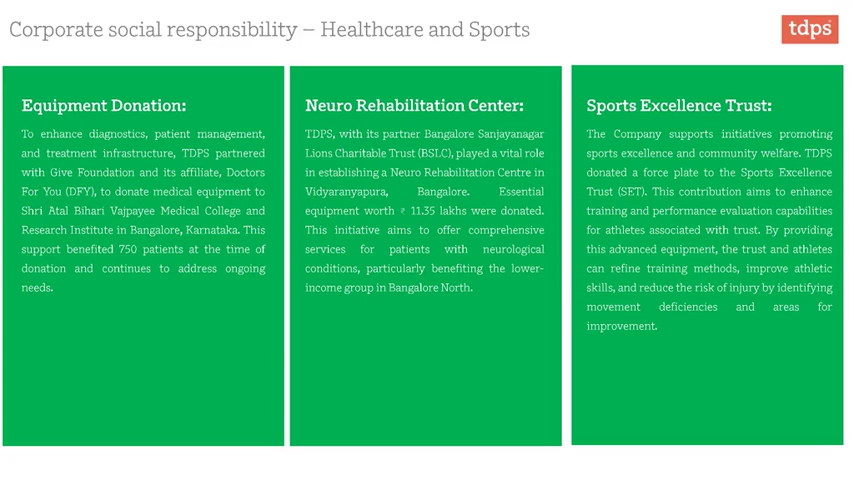 Corporate social responsibility – Healthcare and Sports
tdps
Equipment Donation:
To enhance diagnostics, patient management,
and treatment infrastructure, TDPS partnered
with Give Foundation and its affiliate, Doctors
For You (DFY), to donate medical equipment to
Shri Atal Bihari Vajpayee Medical College and
Research Institute in Bangalore, Karnataka. This
support benefited 750 patients at the time of
donation and continues to address ongoing
needs.
Neuro Rehabilitation Center:
TDPS, with its partner Bangalore Sanjayanagar
Lions Charitable Trust (BSLC), played a vital role
in establishing a Neuro Rehabilitation Centre in
Vidyaranyapura, Bangalore. Essential
equipment worth ₹ 11.35 lakhs were donated.
This initiative aims to offer comprehensive
services for patients with neurological
conditions, particularly benefiting the lower-
income group in Bangalore North.
Sports Excellence Trust:
The Company supports initiatives promoting
sports excellence and community welfare. TDPS
donated a force plate to the Sports Excellence
Trust (SET). This contribution aims to enhance
training and performance evaluation capabilities
for athletes associated with trust. By providing
this advanced equipment, the trust and athletes
can refine training methods, improve athletic
skills, and reduce the risk of injury by identifying
movement deficiencies and areas for
improvement.